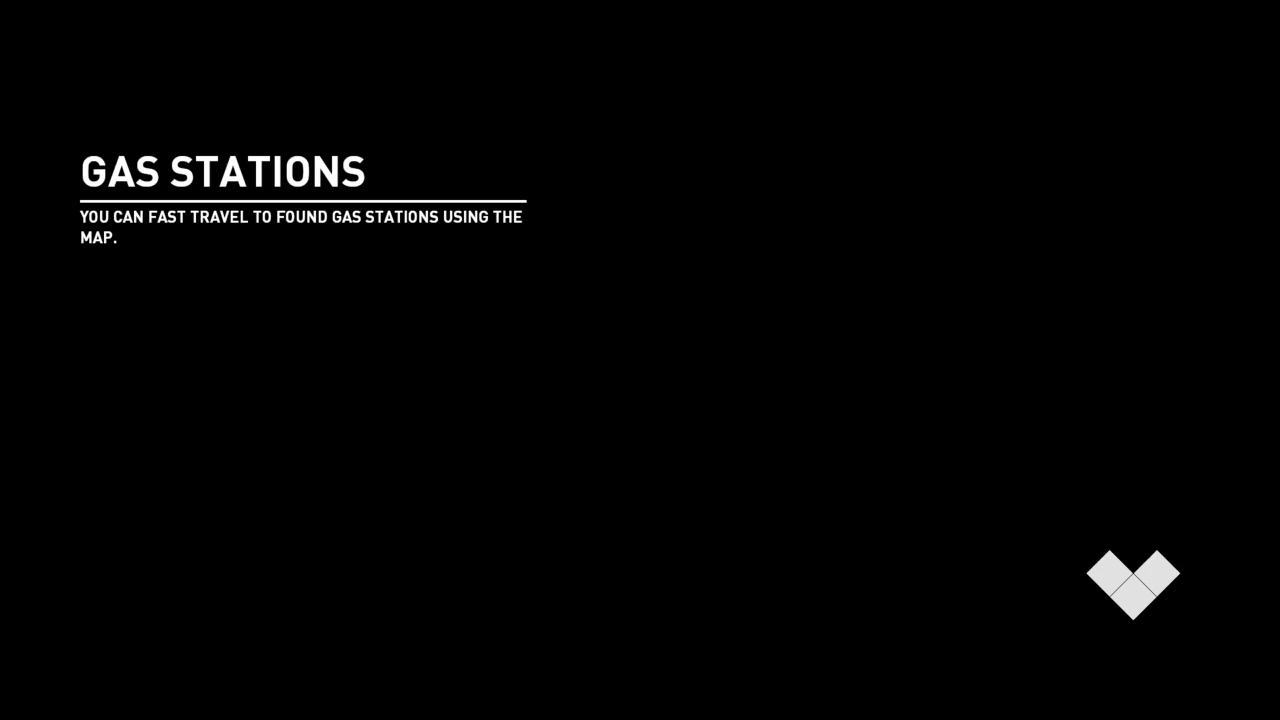 GAS STATIONS
YOU CAN FAST TRAVEL TO FOUND GAS STATIONS USING THE
MAP.